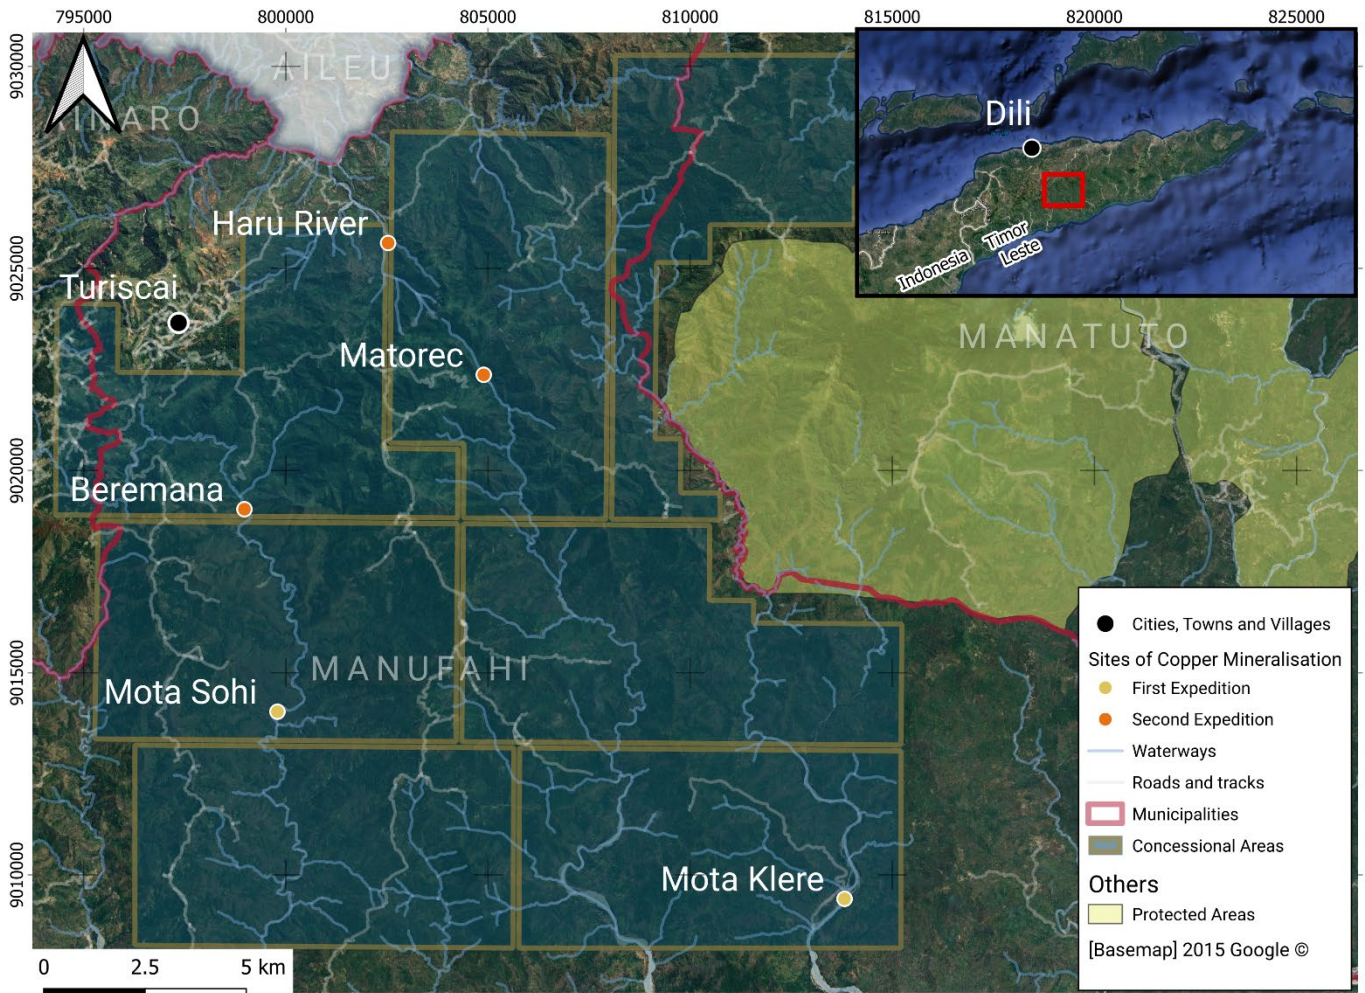 795000 800000 805000 810000 815000 820000 825000
9030000
AILEU
AINARO
Dili
Haru River
9025000
Timor
Leste
Indonesia
Turiscai
MANATUTO
Matorec
9020000
Beremana
Cities, Towns and Villages
Sites of Copper Mineralisation
First Expedition
Second Expedition
Waterways
Roads and tracks
Municipalities
Concessional Areas
Others
Protected Areas
[Basemap] 2015 Google ©
9015000
MANUFAHI
Mota Sohi
9010000
Mota Klere
0 2.5 5 km